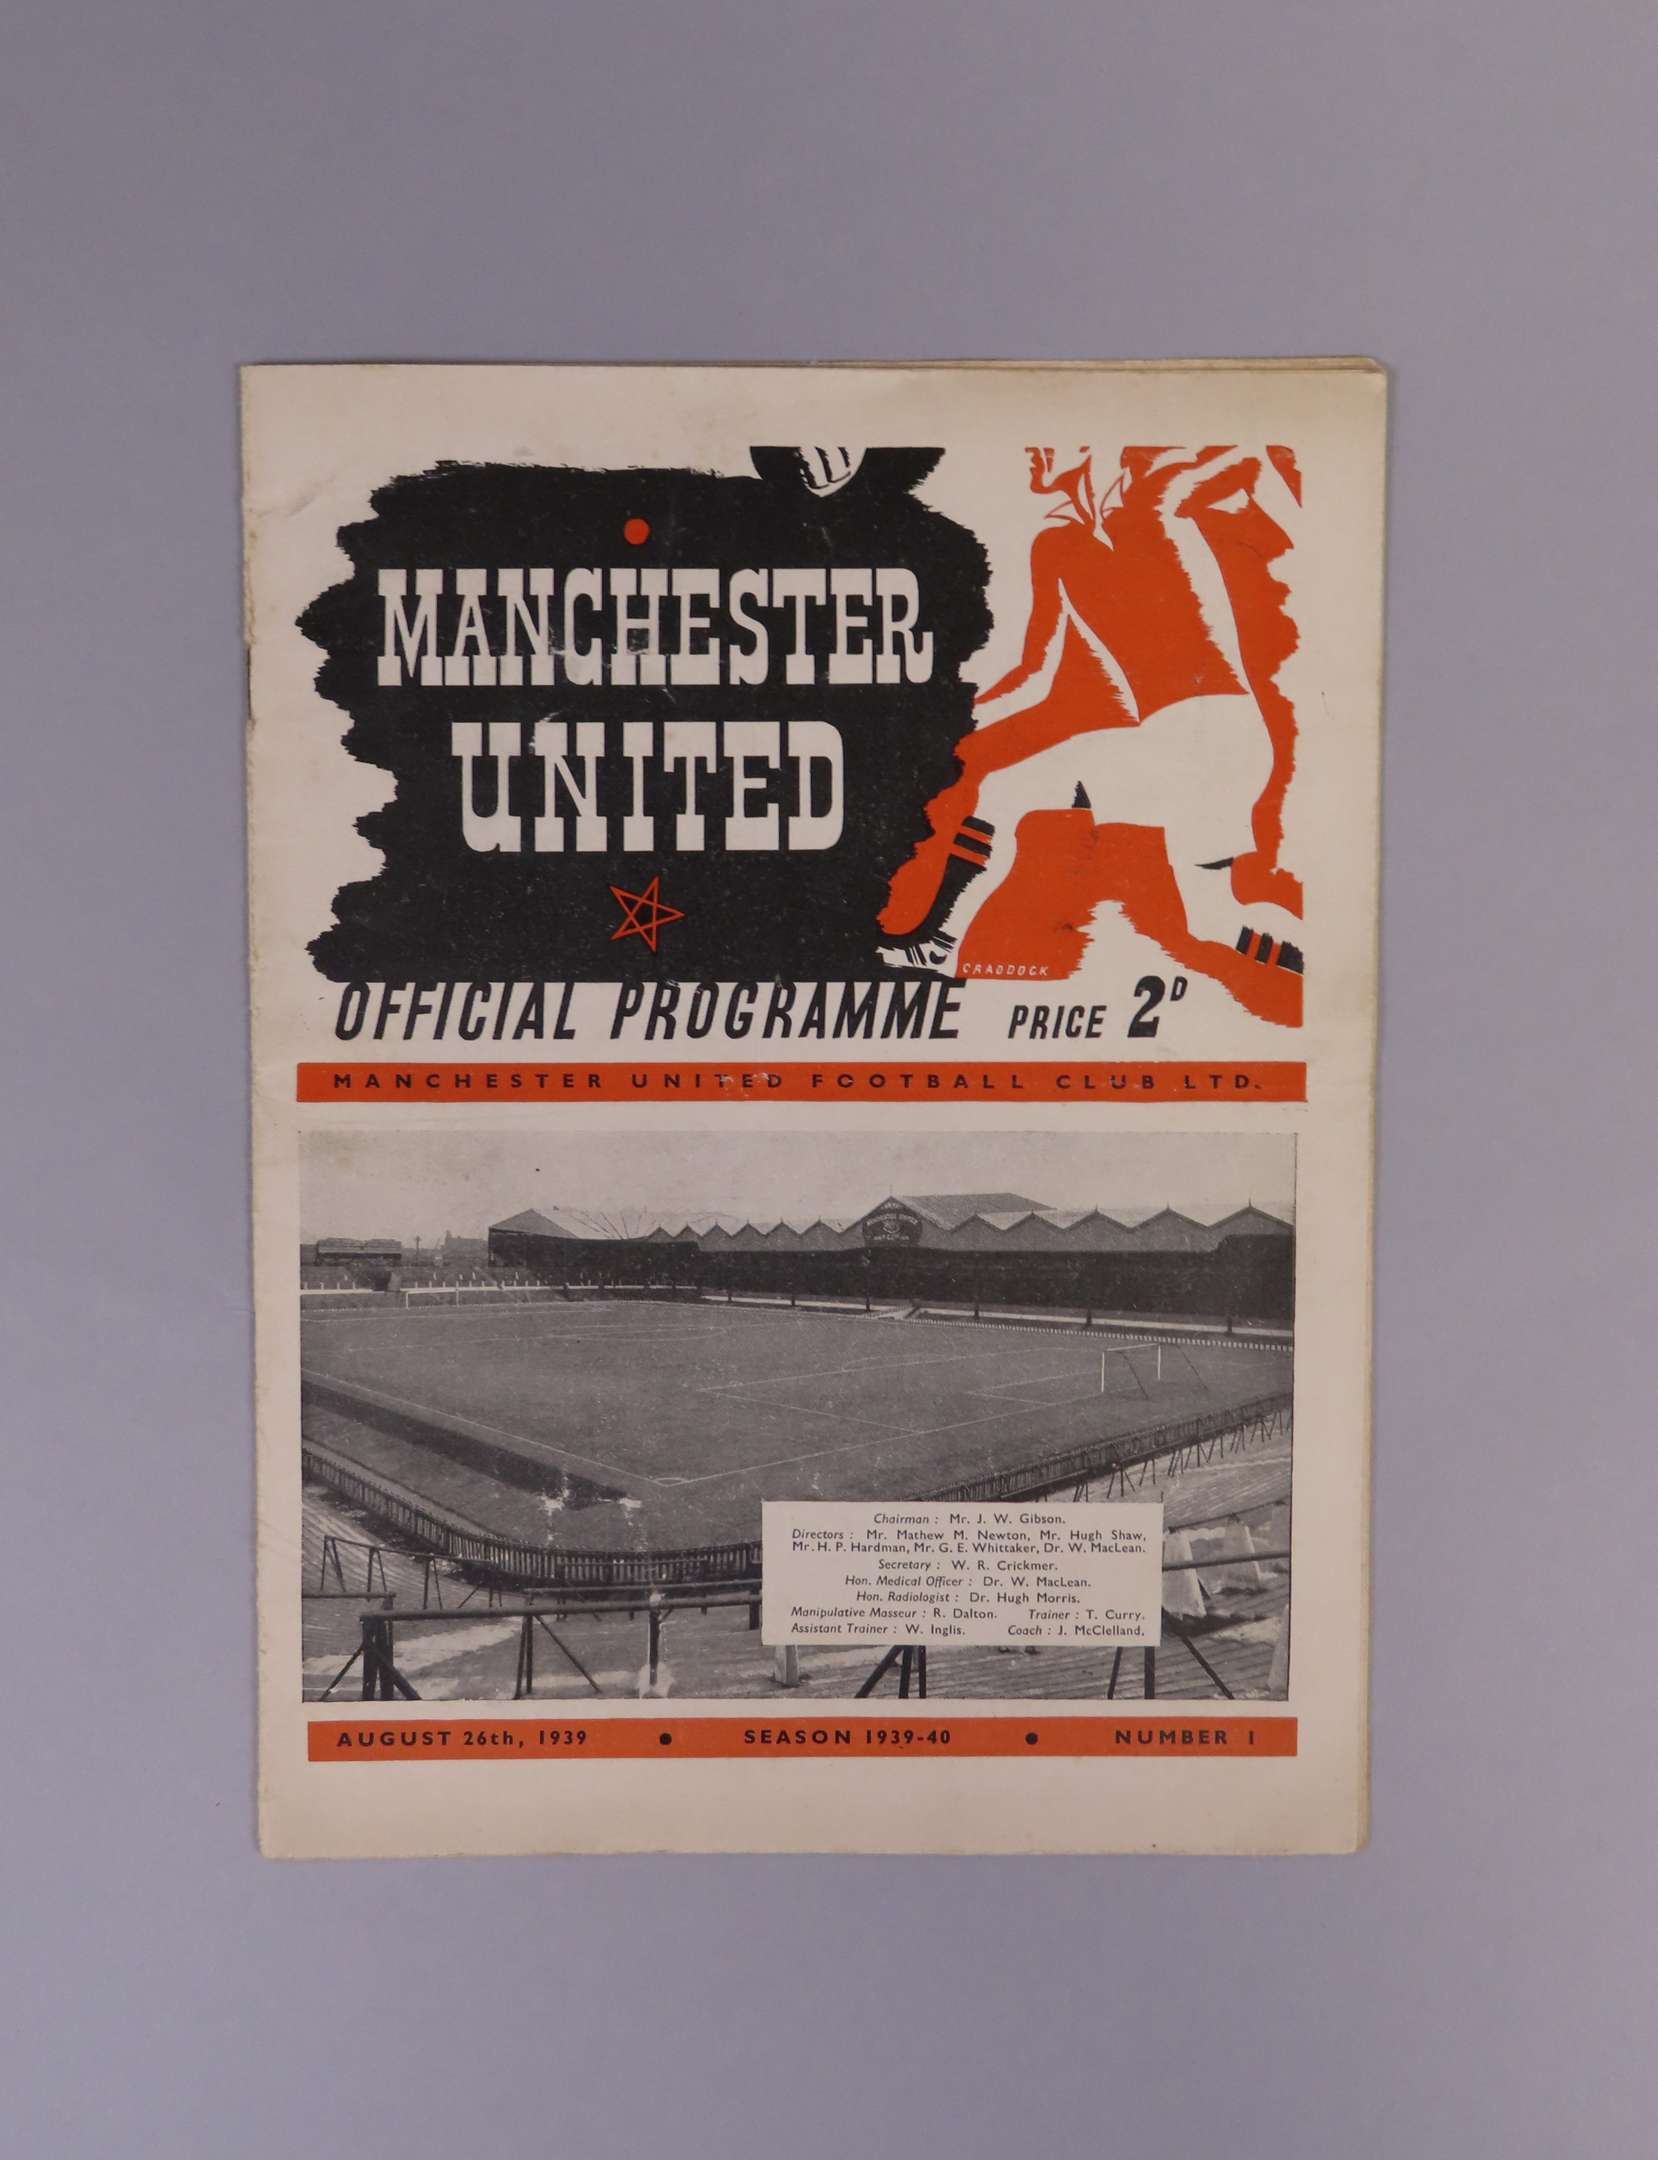 MANCHESTER
UNITED
CRADDOCK
OFFICIAL PROGRAMME PRICE 2D
MANCHESTER UNITED FOOTBALL CLUB LTD.
Chairman : Mr. J. W. Gibson.
Directors : Mr. Mathew M. Newton, Mr. Hugh Shaw,
Mr. H. P. Hardman, Mr. G. E. Whittaker, Dr. W. MacLean.
Secretary : W. R. Crickmer.
Hon. Medical Officer : Dr. W. MacLean.
Hon. Radiologist : Dr. Hugh Morris.
Manipulative Masseur : R. Dalton. Trainer : T. Curry.
Assistant Trainer : W. Inglis. Coach : J. McClelland.
AUGUST 26th, 1939 • SEASON 1939-40 • NUMBER 1